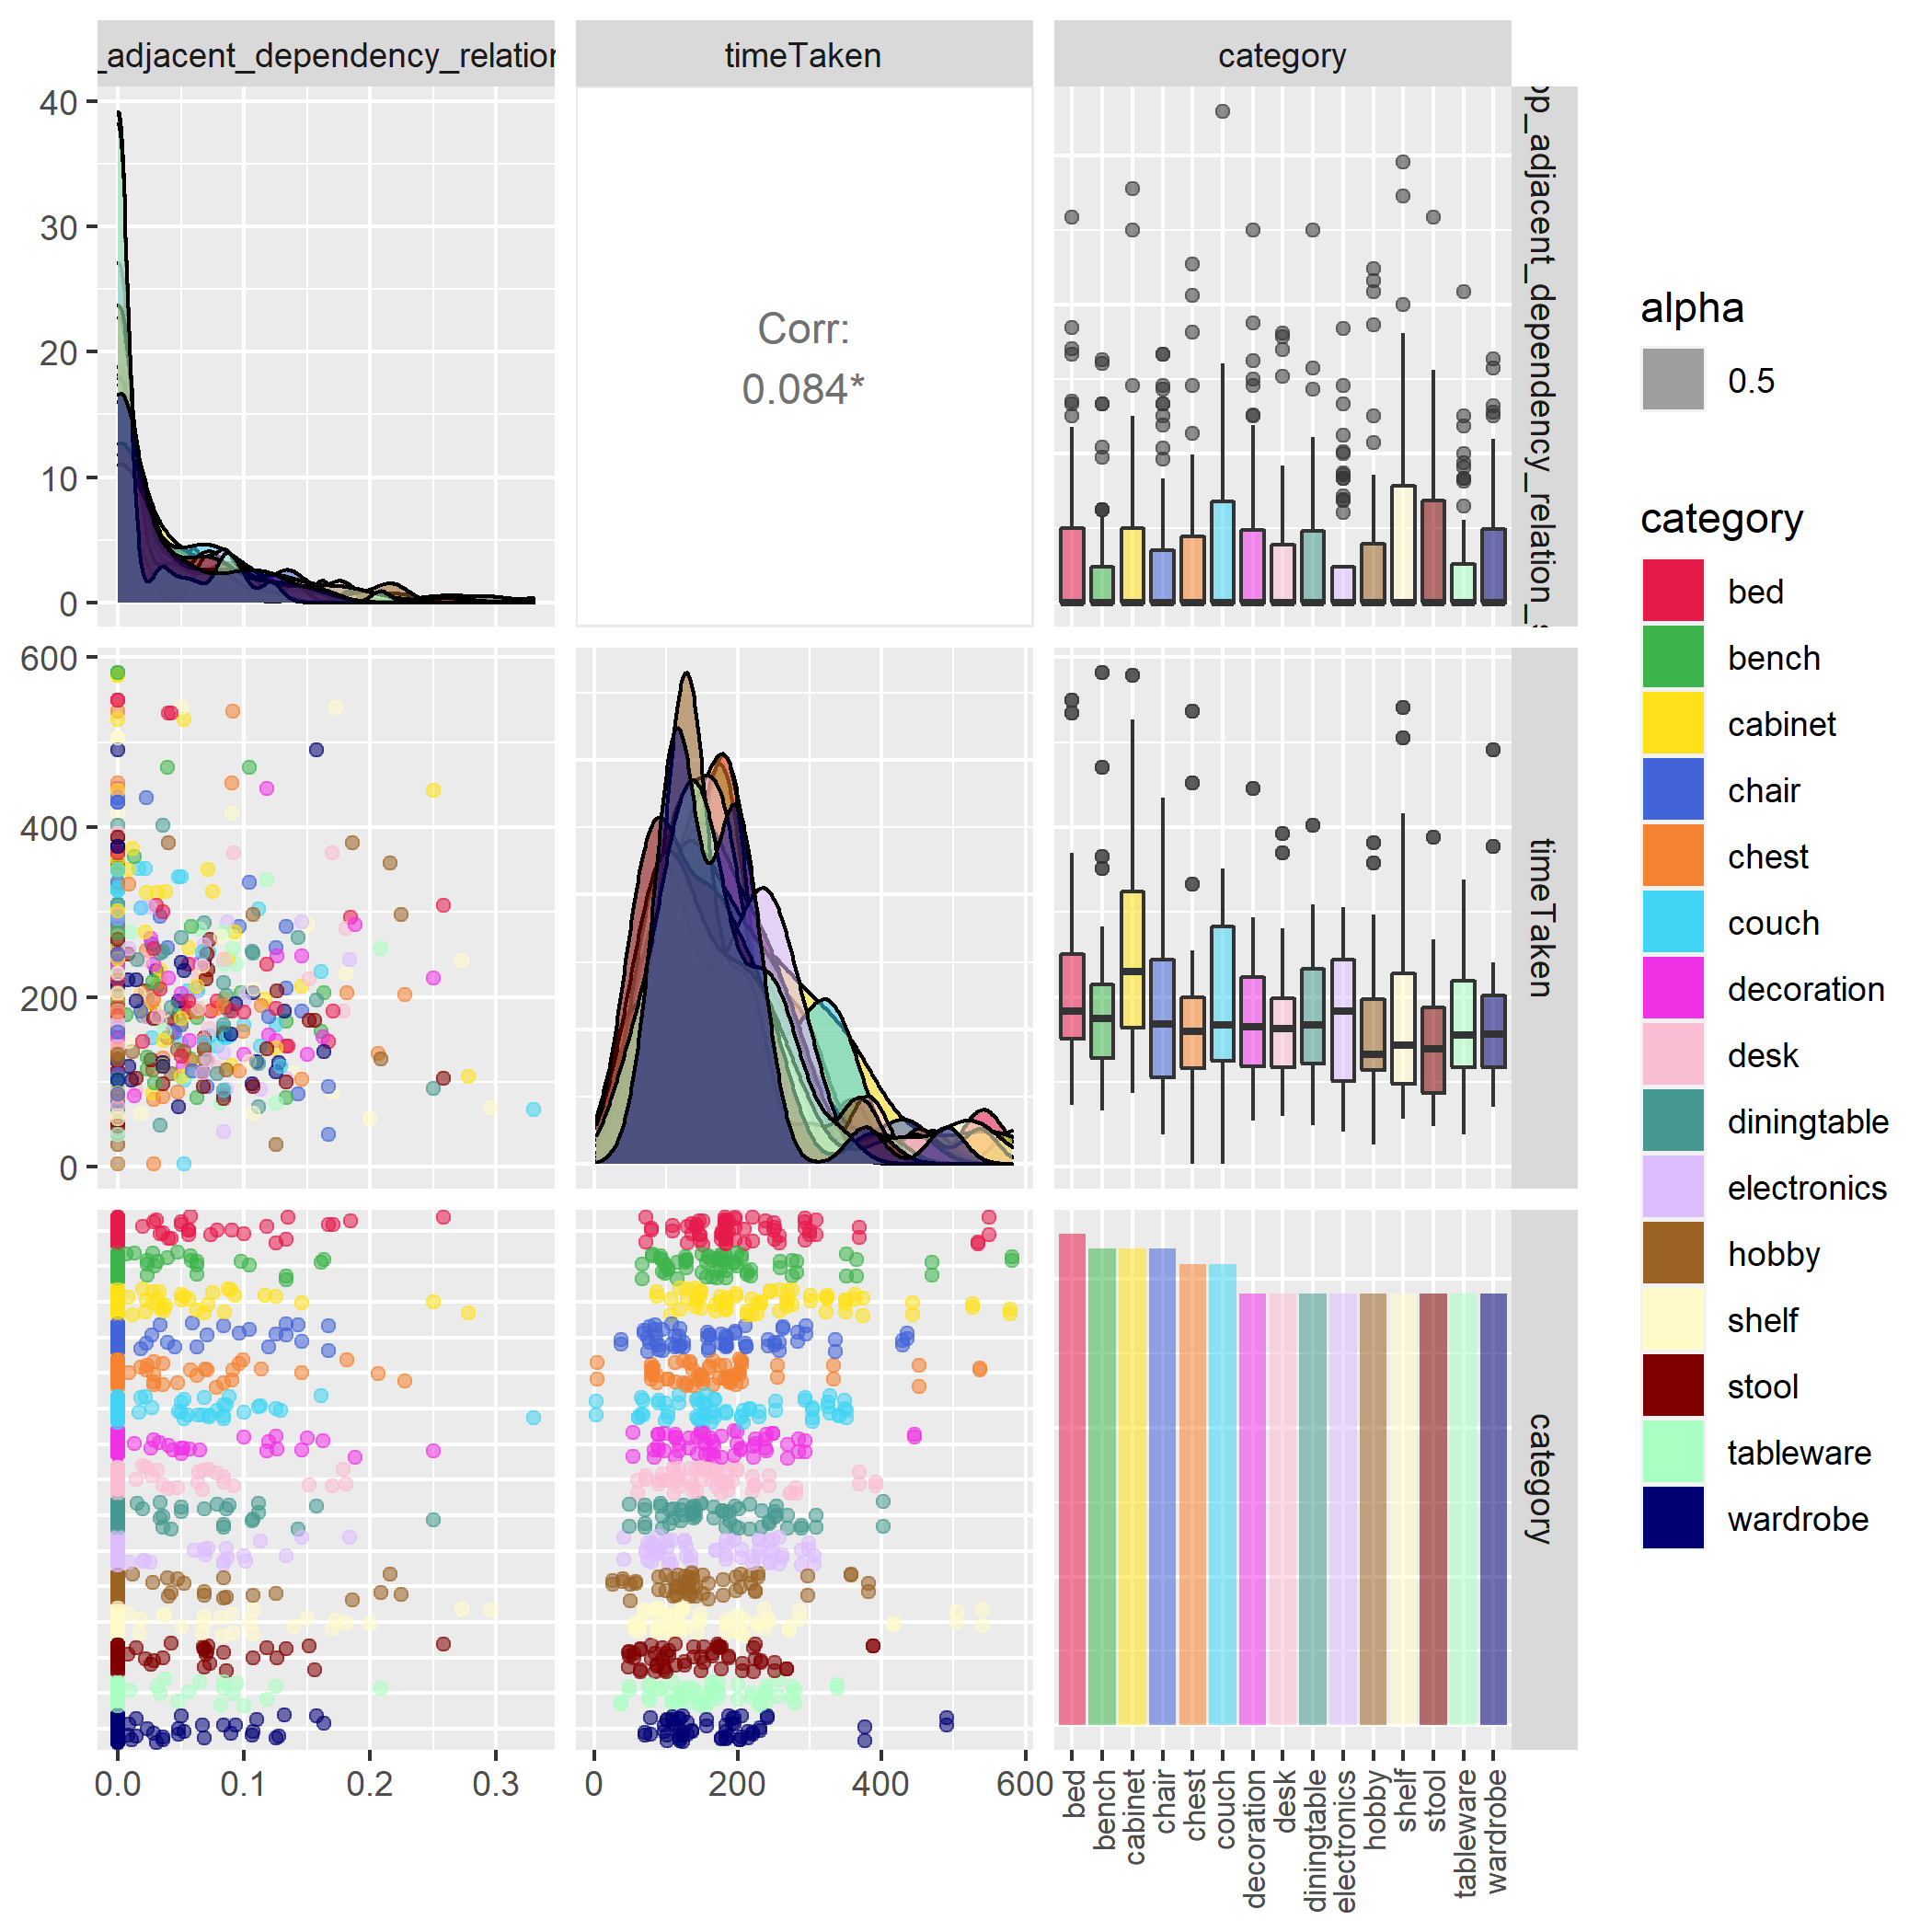 _adjacent_dependency_relation
timeTaken
category
40
30
20
10
0
Corr:
0.084*
pp_adjacent_dependency_relation_s
600
400
200
0
timeTaken
category
0.0
0.1
0.2
0.3
0
200
400
600
bed
bench
cabinet
chair
chest
couch
decoration
desk
diningtable
electronics
hobby
shelf
stool
tableware
wardrobe
alpha
0.5
category
bed
bench
cabinet
chair
chest
couch
decoration
desk
diningtable
electronics
hobby
shelf
stool
tableware
wardrobe